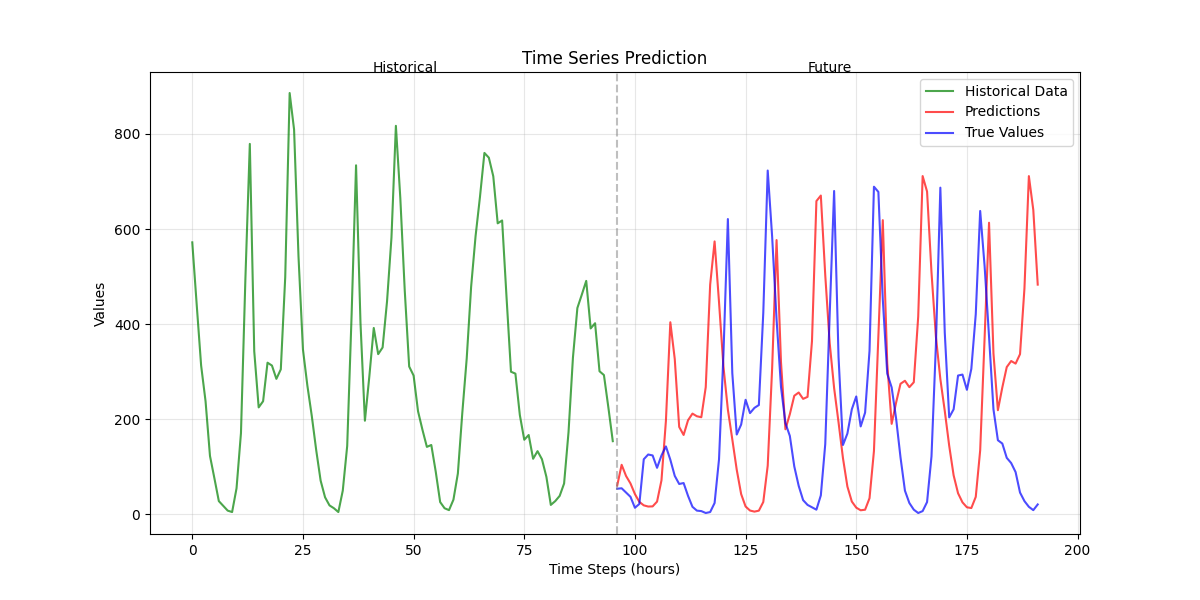 Time Series Prediction
Historical
Future
Historical Data
Predictions
True Values
Values
800
600
400
200
0
0
25
50
75
100
125
150
175
200
Time Steps (hours)